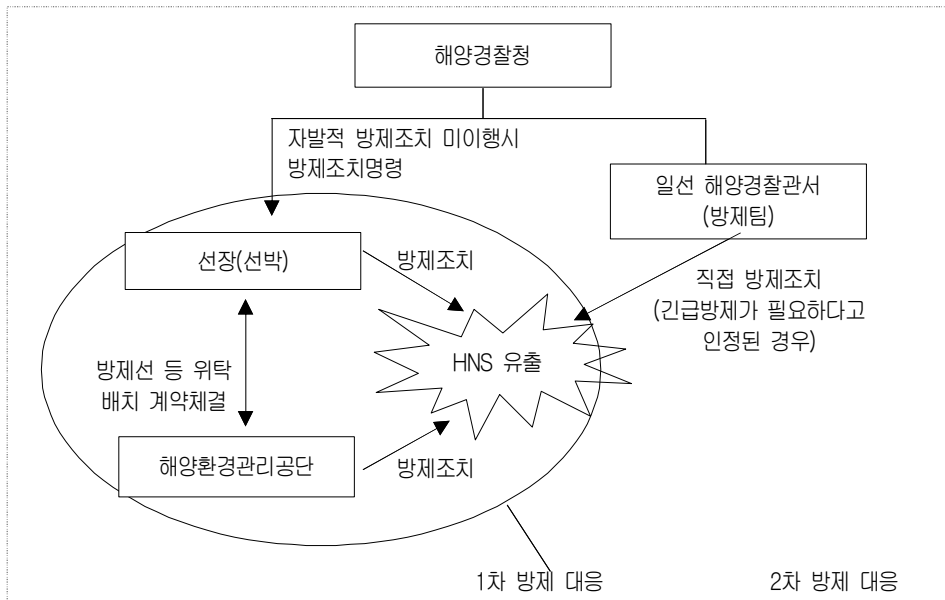 해양경찰청
자발적 방제조치 미이행시
방제조치명령
일선 해양경찰관서
(방제팀)
선장(선박)
방제조치
직접 방제조치
(긴급방제가 필요하다고
인정된 경우)
HNS 유출
방제선 등 위탁
배치 계약체결
해양환경관리공단
방제조치
1차 방제 대응
2차 방제 대응